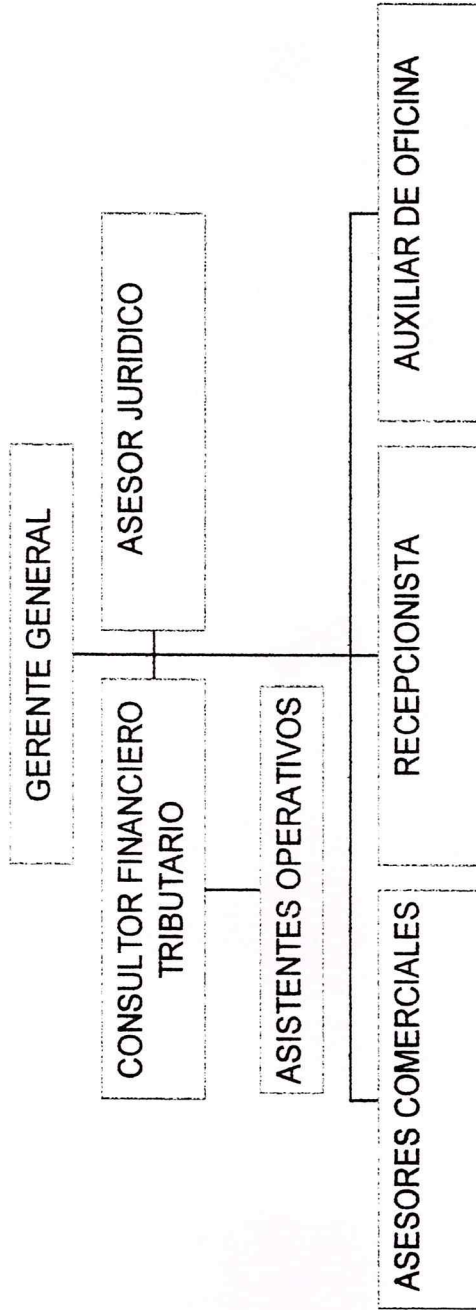 GERENTE GENERAL
CONSULTOR FINANCIERO
TRIBUTARIO
ASESOR JURIDICO
ASISTENTES OPERATIVOS
ASESORES COMERCIALES
RECEPCIONISTA
AUXILIAR DE OFICINA